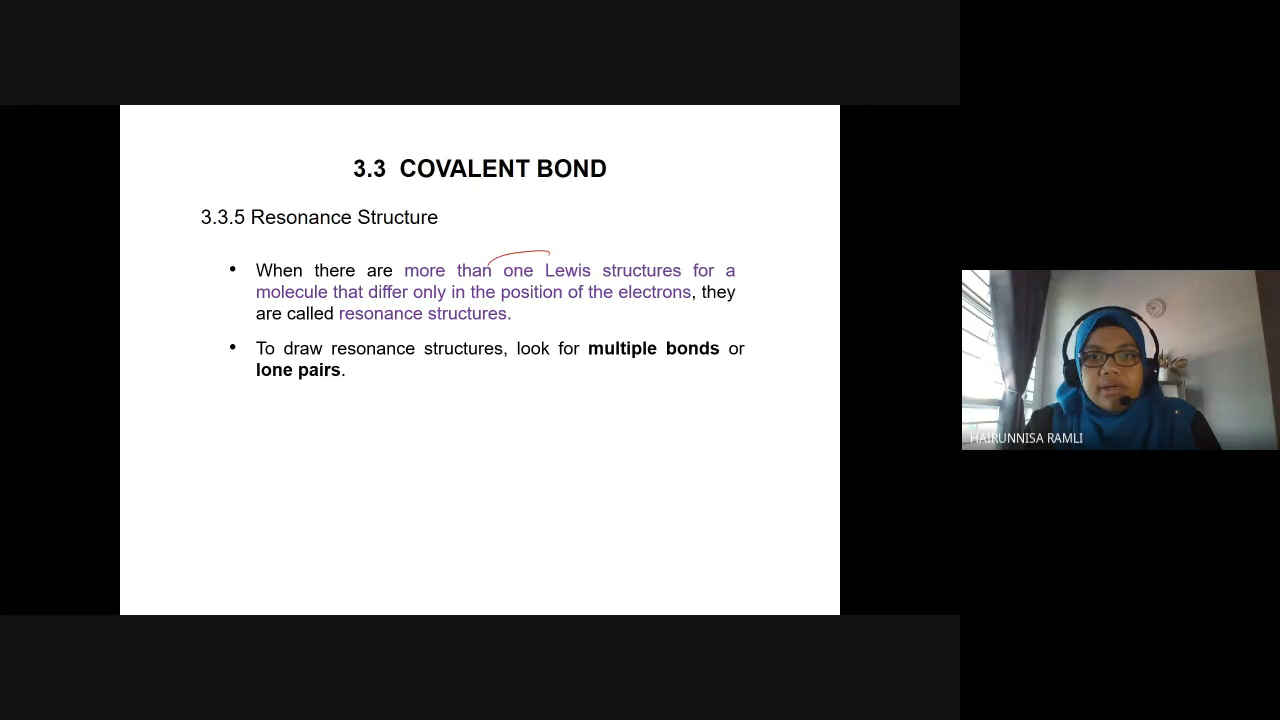 3.3 COVALENT BOND
3.3.5 Resonance Structure
• When there are more than one Lewis structures for a
molecule that differ only in the position of the electrons, they
are called resonance structures.
• To draw resonance structures, look for multiple bonds or
lone pairs.
HAIRUNNISA RAMLI